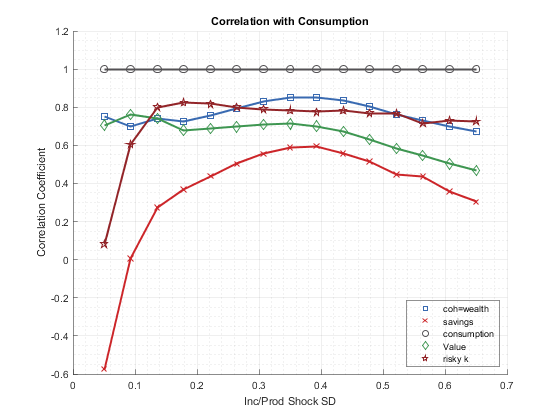 Correlation with Consumption
1.2
1
0.8
0.6
0.4
0.2
0
-0.2
-0.4
-0.6
Correlation Coefficient
0 0.1 0.2 0.3 0.4 0.5 0.6 0.7
Inc/Prod Shock SD
coh=wealth
savings
consumption
Value
risky k